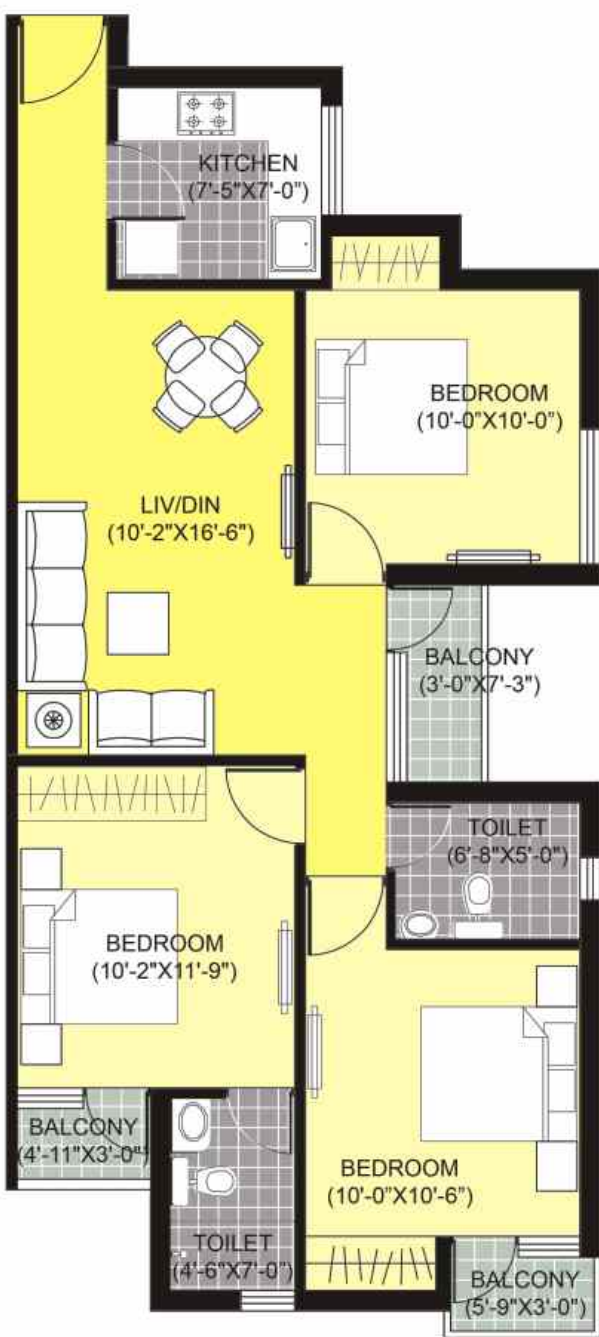 KITCHEN
(7'-5"X7'-0")
BEDROOM
(10'-0"X10'-0")
LIV/DIN
(10'-2"X16'-6")
BALCONY
(3'-0"X7'-3")
TOILET
(6'-8"X5'-0")
BEDROOM
(10'-2"X11'-9")
BALCONY
(4'-11"X3'-0")
BEDROOM
(10'-0"X10'-6")
TOILET
(4'-6"X7'-0")
BALCONY
(5'-9"X3'-0")